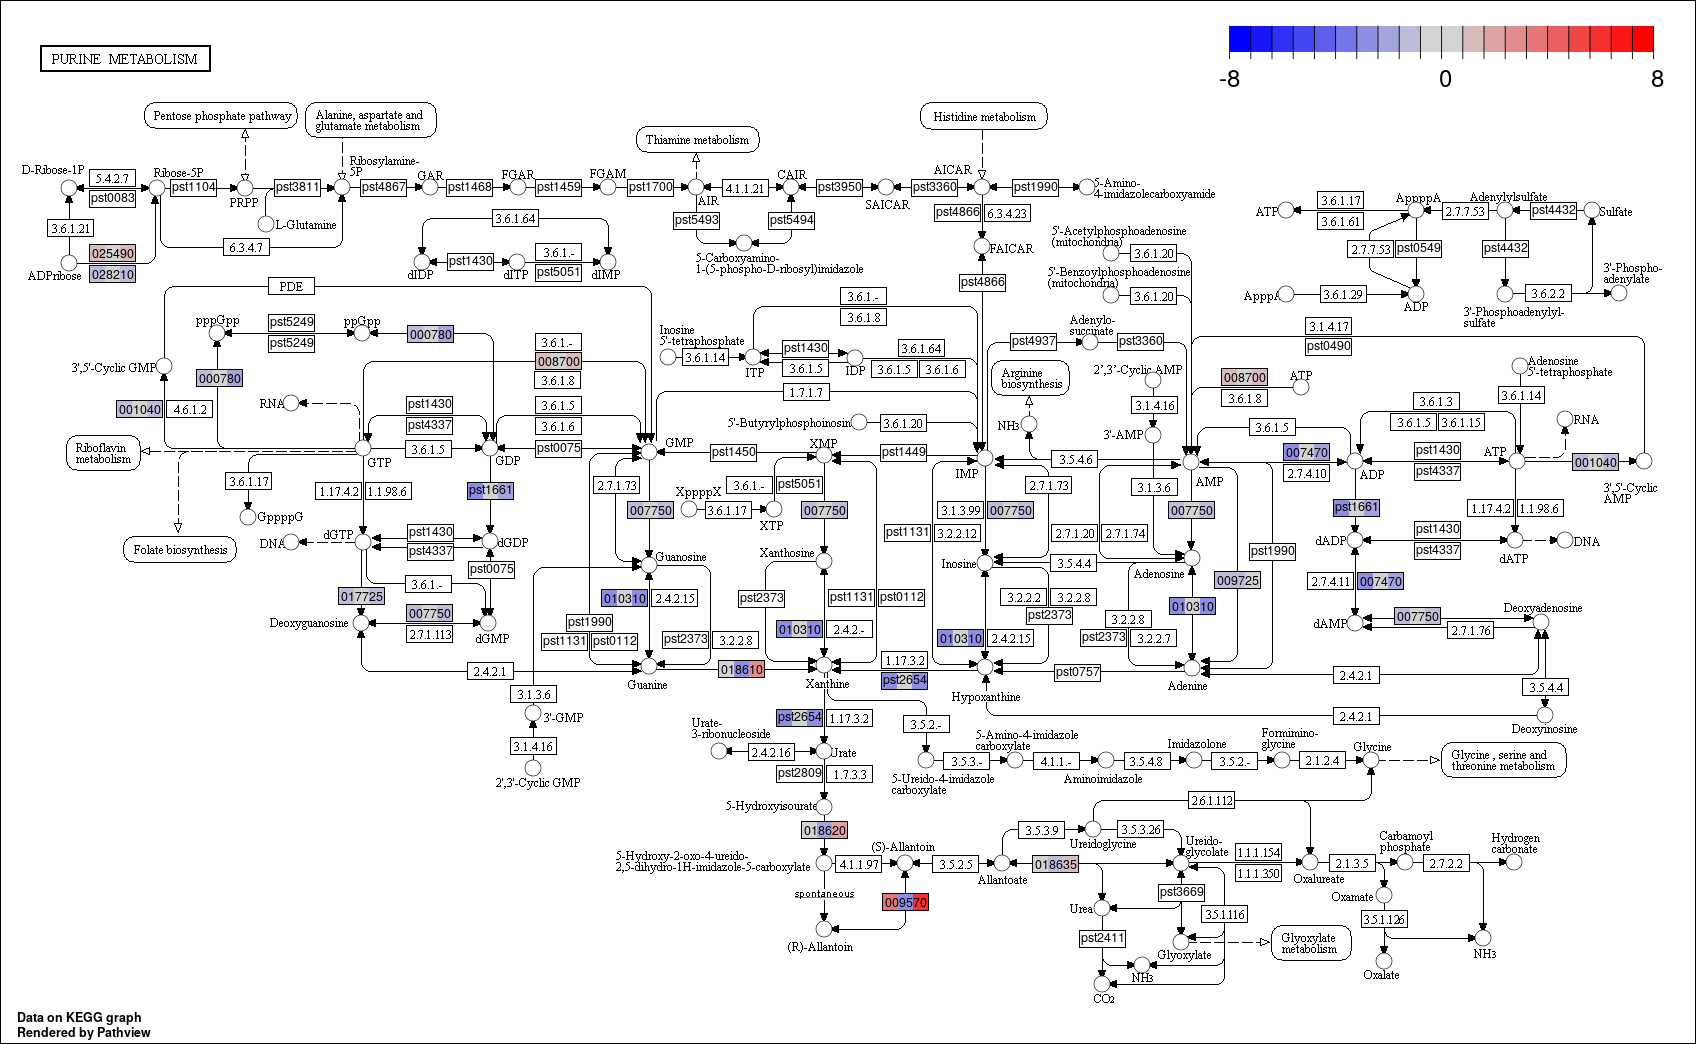 PURINE METABOLISM
-8 0 8
Pentose phosphate pathway
Alanine, aspartate and
glutamate metabolism
Thiamine metabolism
Histidine metabolism
D-Ribose-1P
5.4.2.7
pst0083
Ribose-5P
pst1104
PRPP
pst3811
Ribosylamine-
5P
pst4867
GAR
pst1468
FGAR
pst1459
FGAM
pst1700
AIR
4.1.1.21
CAIR
pst3950
SAICAR
pst3360
AICAR
pst1990
5-Amino-
4-imidazolecarboxyamide
3.6.1.21
L-Glutamine
6.3.4.7
025490
028210
ADPribose
3.6.1.64
dIDP
pst1430
dITP
3.6.1.-
pst5051
dIMP
pst5493
pst5494
5-Carboxyamino-
1-(5-phospho-D-ribosyl)imidazole
pst4866
6.3.4.23
FAICAR
pst4866
5'-Acetylphosphoadenosine
(mitochondria)
3.6.1.20
5'-Benzoylphosphoadenosine
(mitochondria)
3.6.1.20
ATP
3.6.1.17
3.6.1.61
AppppA
2.7.7.53
Adenylylsulfate
pst4432
Sulfate
2.7.7.53
pst0549
pst4432
ApppA
3.6.1.29
ADP
3'-Phosphoadenylyl-
sulfate
3.6.2.2
3'-Phospho-
adenylate
PDE
pppGpp
pst5249
pst5249
ppGpp
000780
000780
3',5'-Cyclic GMP
001040
4.6.1.2
3.6.1.-
008700
3.6.1.8
Inosine
5'-tetraphosphate
3.6.1.14
3.6.1.-
3.6.1.8
ITP
pst1430
3.6.1.5
IDP
3.6.1.64
3.6.1.5
3.6.1.6
1.7.1.7
pst4937
Adenylo-
succinate
pst3360
Arginine
biosynthesis
NH3
2',3'-Cyclic AMP
3.1.4.16
3'-AMP
3.1.3.6
3.1.4.17
pst0490
008700
3.6.1.8
ATP
Adenosine
5'-tetraphosphate
3.6.1.14
RNA
pst1430
pst4337
3.6.1.5
3.6.1.5
3.6.1.6
pst0075
Riboflavin
metabolism
GTP
GDP
GMP
pst1450
5'-Butyrylphosphoinosine
3.6.1.20
XMP
pst1449
IMP
3.5.4.6
AMP
3.6.1.5
007470
2.7.4.10
ADP
3.6.1.3
3.6.1.5
3.6.1.15
pst1430
pst4337
ATP
RNA
001040
3',5'-Cyclic
AMP
3.6.1.17
GppppG
Folate biosynthesis
1.17.4.2
1.1.98.6
pst1661
2.7.1.73
007750
XppppX
3.6.1.17
XTP
3.6.1.-
pst5051
007750
pst1131
3.1.3.99
3.2.2.12
007750
2.7.1.73
2.7.1.20
2.7.1.74
007750
pst1990
pst1661
1.17.4.2
1.1.98.6
DNA
dGTP
pst1430
pst4337
dGDP
pst0075
3.6.1.-
017725
Deoxyguanosine
007750
2.7.1.113
dGMP
Guanosine
010310
2.4.2.15
pst1990
pst1131
pst0112
pst2373
3.2.2.8
Guanine
Xanthosine
pst2373
pst1131
pst0112
010310
2.4.2.-
018610
Xanthine
Inosine
3.5.4.4
Adenosine
3.2.2.2
3.2.2.8
pst2373
010310
2.4.2.15
1.17.3.2
pst2654
Hypoxanthine
009725
010310
3.2.2.8
pst2373
3.2.2.7
pst0757
Adenine
dADP
pst1430
pst4337
dATP
DNA
2.7.4.11
007470
dAMP
007750
2.7.1.76
Deoxyadenosine
2.4.2.1
3.5.4.4
2.4.2.1
Deoxyinosine
2.4.2.1
3.1.3.6
3'-GMP
3.1.4.16
2',3'-Cyclic GMP
Urate-
3-ribonucleoside
2.4.2.16
pst2654
1.17.3.2
Urate
pst2809
1.7.3.3
3.5.2.-
5-Ureido-4-imidazole
carboxylate
3.5.3.-
5-Amino-4-imidazole
carboxylate
4.1.1.-
Aminoimidazole
3.5.4.8
Imidazolone
3.5.2.-
Formimino-
glycine
2.1.2.4
Glycine
Glycine , serine and
threonine metabolism
5-Hydroxyisourate
018620
2.6.1.112
5-Hydroxy-2-oxo-4-ureido-
2,5-dihydro-1H-imidazole-5-carboxylate
4.1.1.97
(S)-Allantoin
3.5.2.5
Allantoate
3.5.3.9
Ureidoglycine
3.5.3.26
018635
Ureido-
glycolate
1.1.1.154
1.1.1.350
Oxalureate
2.1.3.5
Carbamoyl
phosphate
2.7.2.2
Hydrogen
carbonate
spontaneous
009570
(R)-Allantoin
Urea
pst3669
3.5.1.116
pst2411
Glyoxylate
Glyoxylate
metabolism
NH3
CO2
Oxamate
3.5.1.126
Oxalate
NH3
Data on KEGG graph
Rendered by Pathview